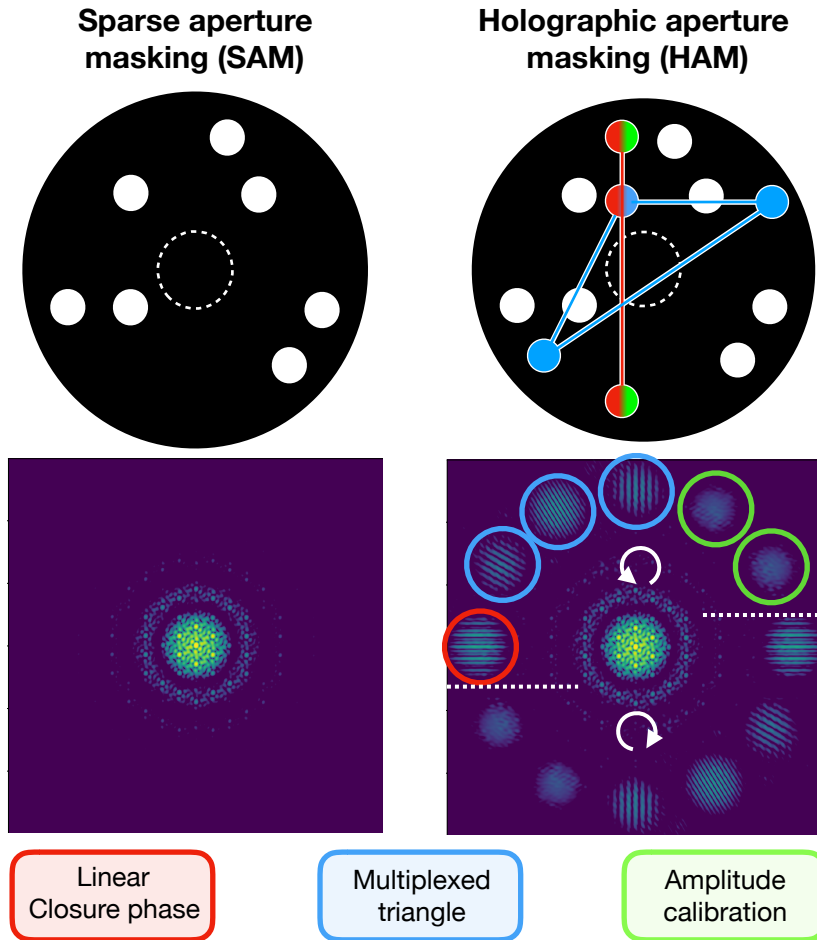 Sparse aperture
masking (SAM)
Holographic aperture
masking (HAM)
Linear
Closure phase
Multiplexed
triangle
Amplitude
calibration